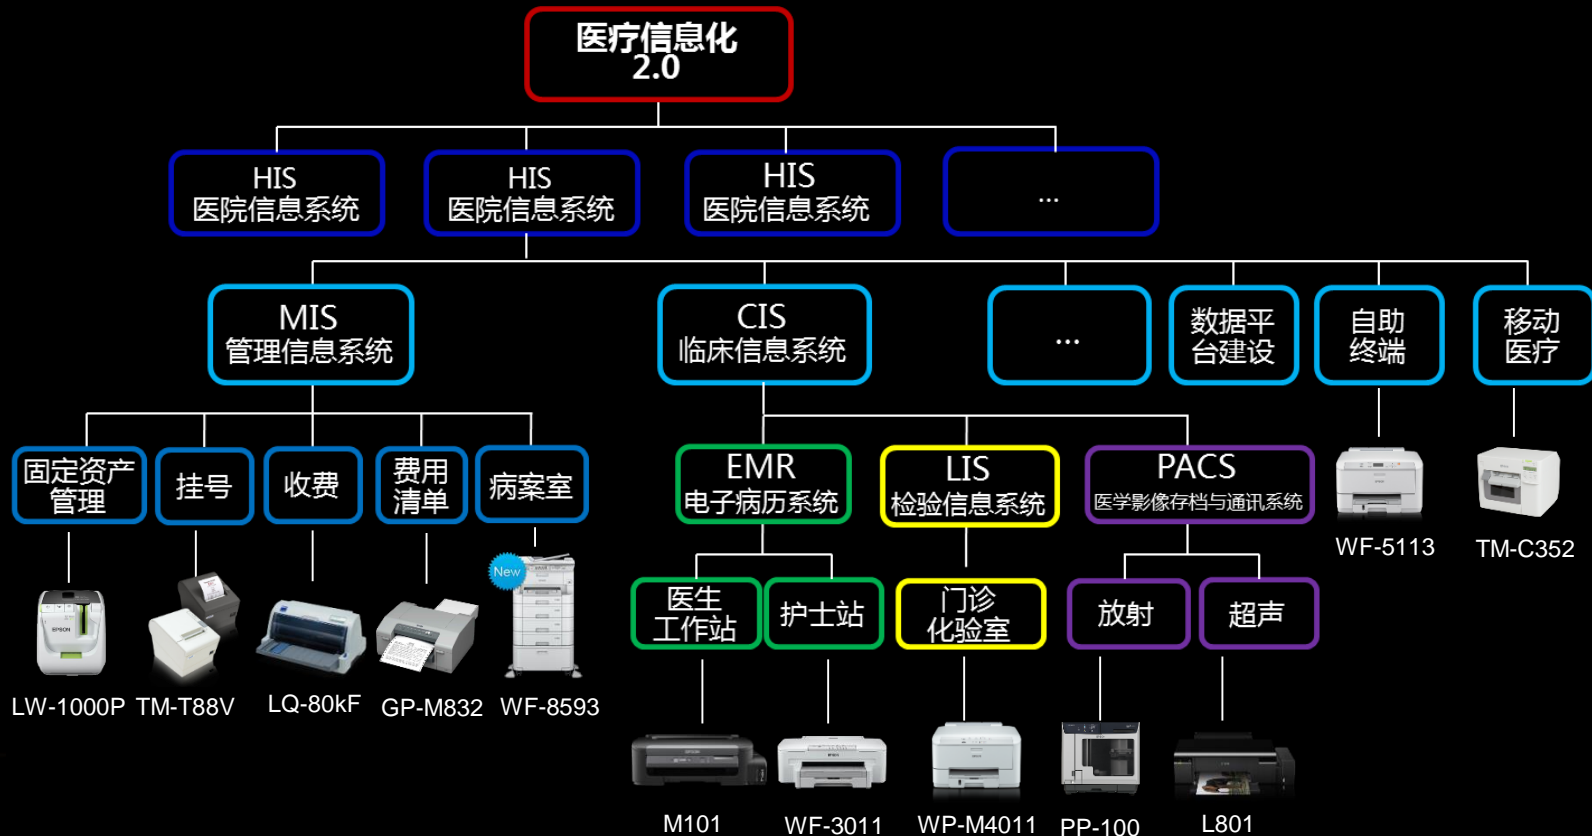 医疗信息化
2.0
HIS
医院信息系统
HIS
医院信息系统
HIS
医院信息系统
...
MIS
管理信息系统
CIS
临床信息系统
...
数据平
台建设
自助
终端
移动
医疗
固定资产
管理
挂号
收费
费用
清单
病案室
EMR
电子病历系统
LIS
检验信息系统
PACS
医学影像存档与通讯系统
WF-5113
TM-C352
New
EPSON
LW-1000P
TM-T88V
LQ-80kF
GP-M832
WF-8593
医生
工作站
护士站
门诊
化验室
放射
超声
M101
WF-3011
WP-M4011
PP-100
L801